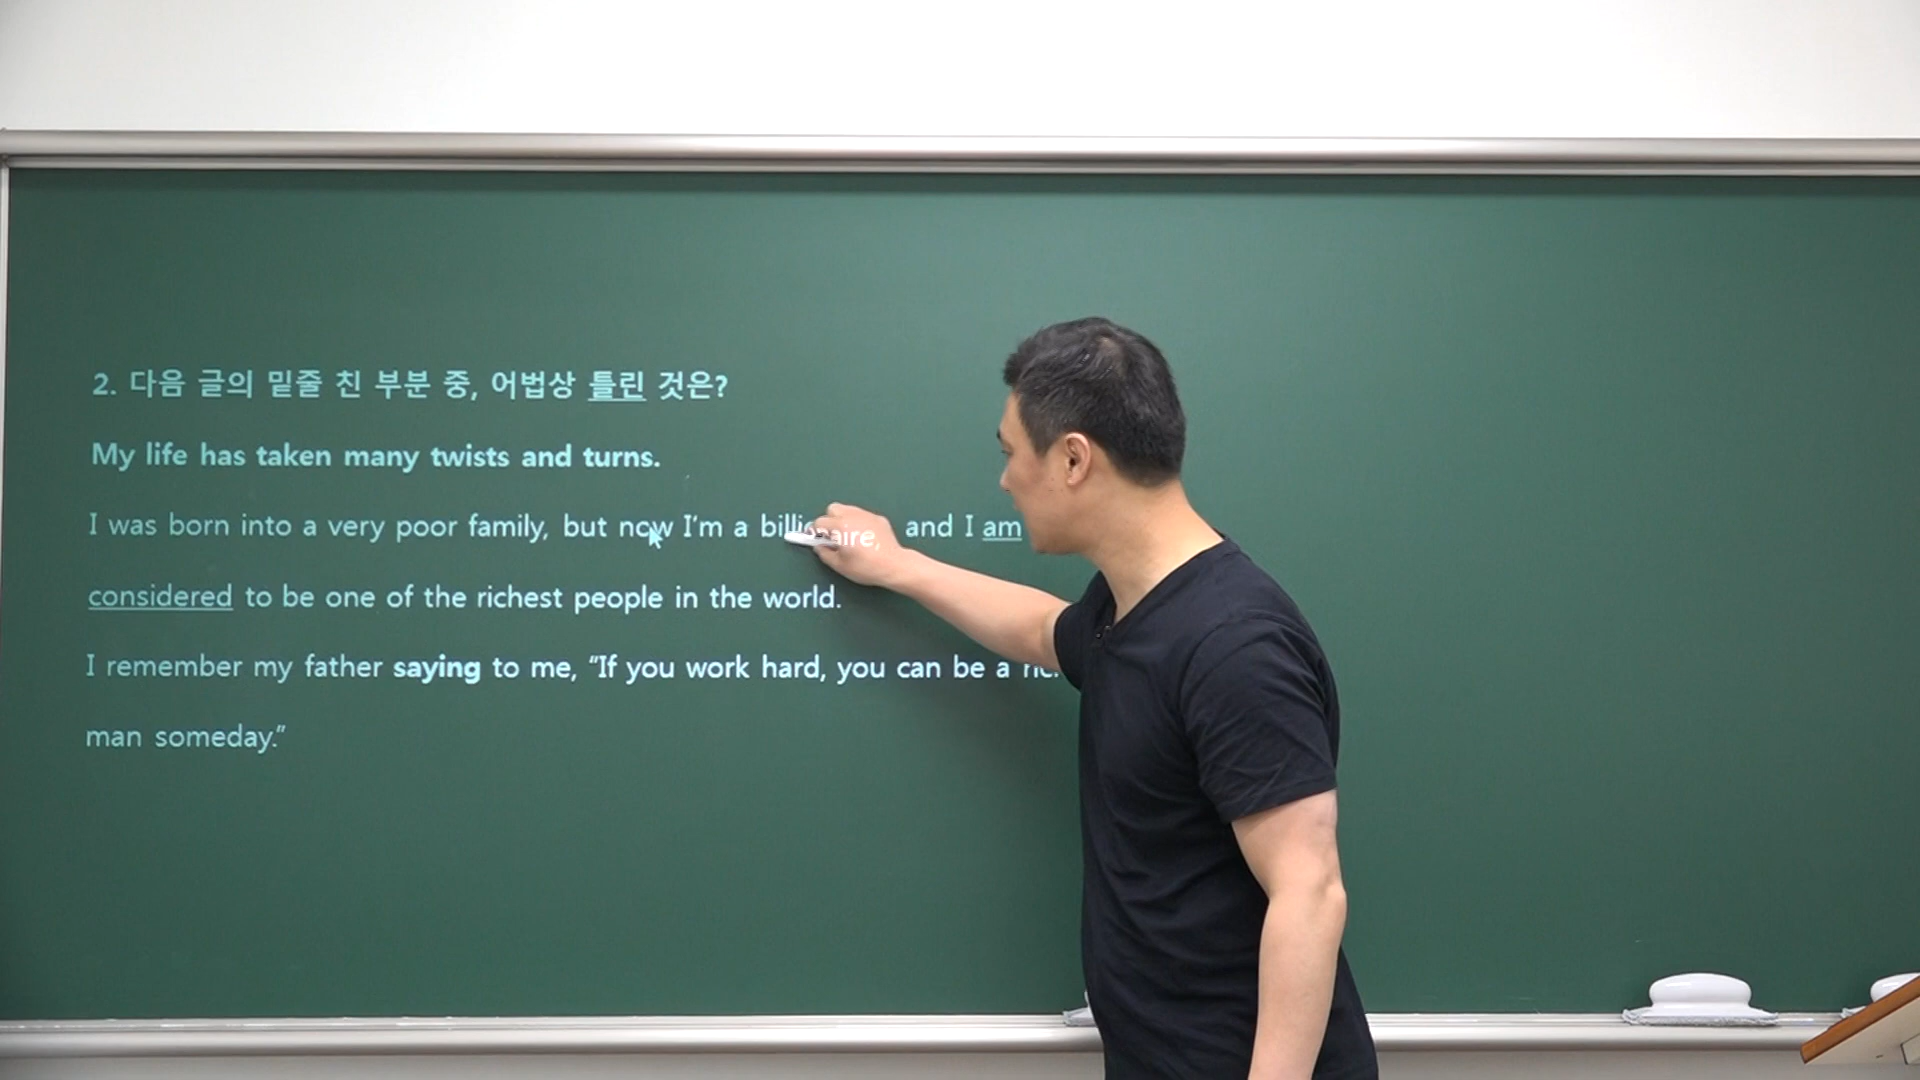 2. 다음 글의 밑줄 친 부분 중, 어법상 틀린 것은?
My life has taken many twists and turns.
I was born into a very poor family, but now I'm a and I am
considered to be one of the richest people in the world.
I remember my father saying to me, “If you work hard, you can be a
man someday.”